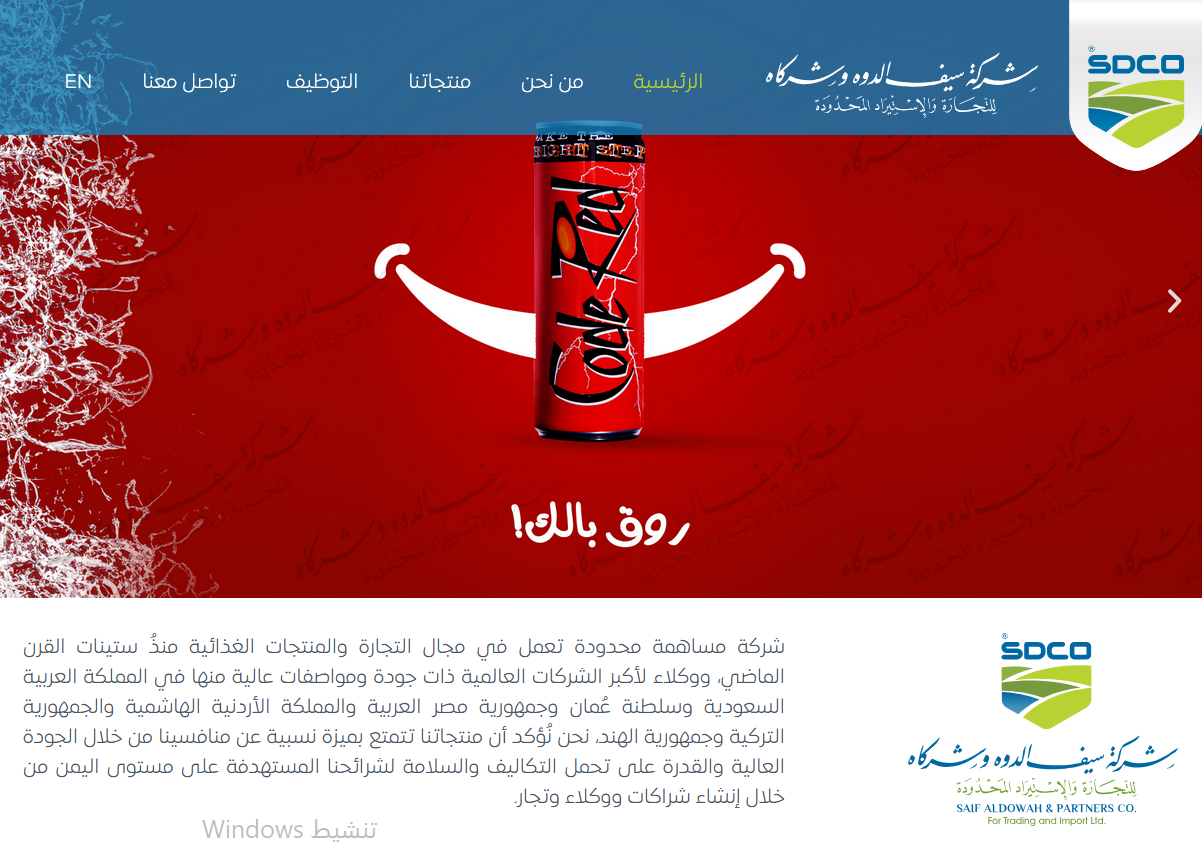 SDCO
شركة سيف الدوه وشركاه
للتجارة والإستيراد المحدودة
الرئيسية
من نحن
منتجاتنا
التوظيف
تواصل معنا
EN
RIGHT STEP
Code Red
روق بالك!
شركة مساهمة محدودة تعمل في مجال التجارة والمنتجات الغذائية منذُ ستينات القرن
الماضي، ووكلاء لأكبر الشركات العالمية ذات جودة ومواصفات عالية منها في المملكة العربية
السعودية وسلطنة عُمان وجمهورية مصر العربية والمملكة الأردنية الهاشمية والجمهورية
التركية وجمهورية الهند، نحن نُؤكد أن منتجاتنا تتمتع بميزة نسبية عن منافسينا من خلال الجودة
العالية والقدرة على تحمل التكاليف والسلامة لشرائحنا المستهدفة على مستوى اليمن من
خلال إنشاء شراكات ووكلاء وتجار.
SDCO
شركة سيف الدوه وشركاه
للتجارة والإستيراد المحدودة
SAIF ALDOWAH & PARTNERS CO.
For Trading and Import Ltd.
تنشيط Windows